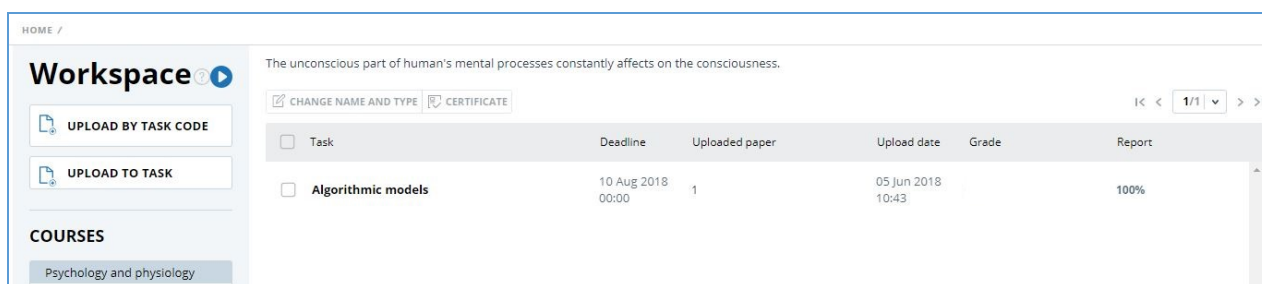 HOME /
Workspace ?
The unconscious part of human's mental processes constantly affects on the consciousness.
CHANGE NAME AND TYPE CERTIFICATE
|< < 1/1 > >
UPLOAD BY TASK CODE
Task Deadline Uploaded paper Upload date Grade Report
UPLOAD TO TASK
Algorithmic models 10 Aug 2018 00:00 1 05 Jun 2018 10:43 100%
COURSES
Psychology and physiology